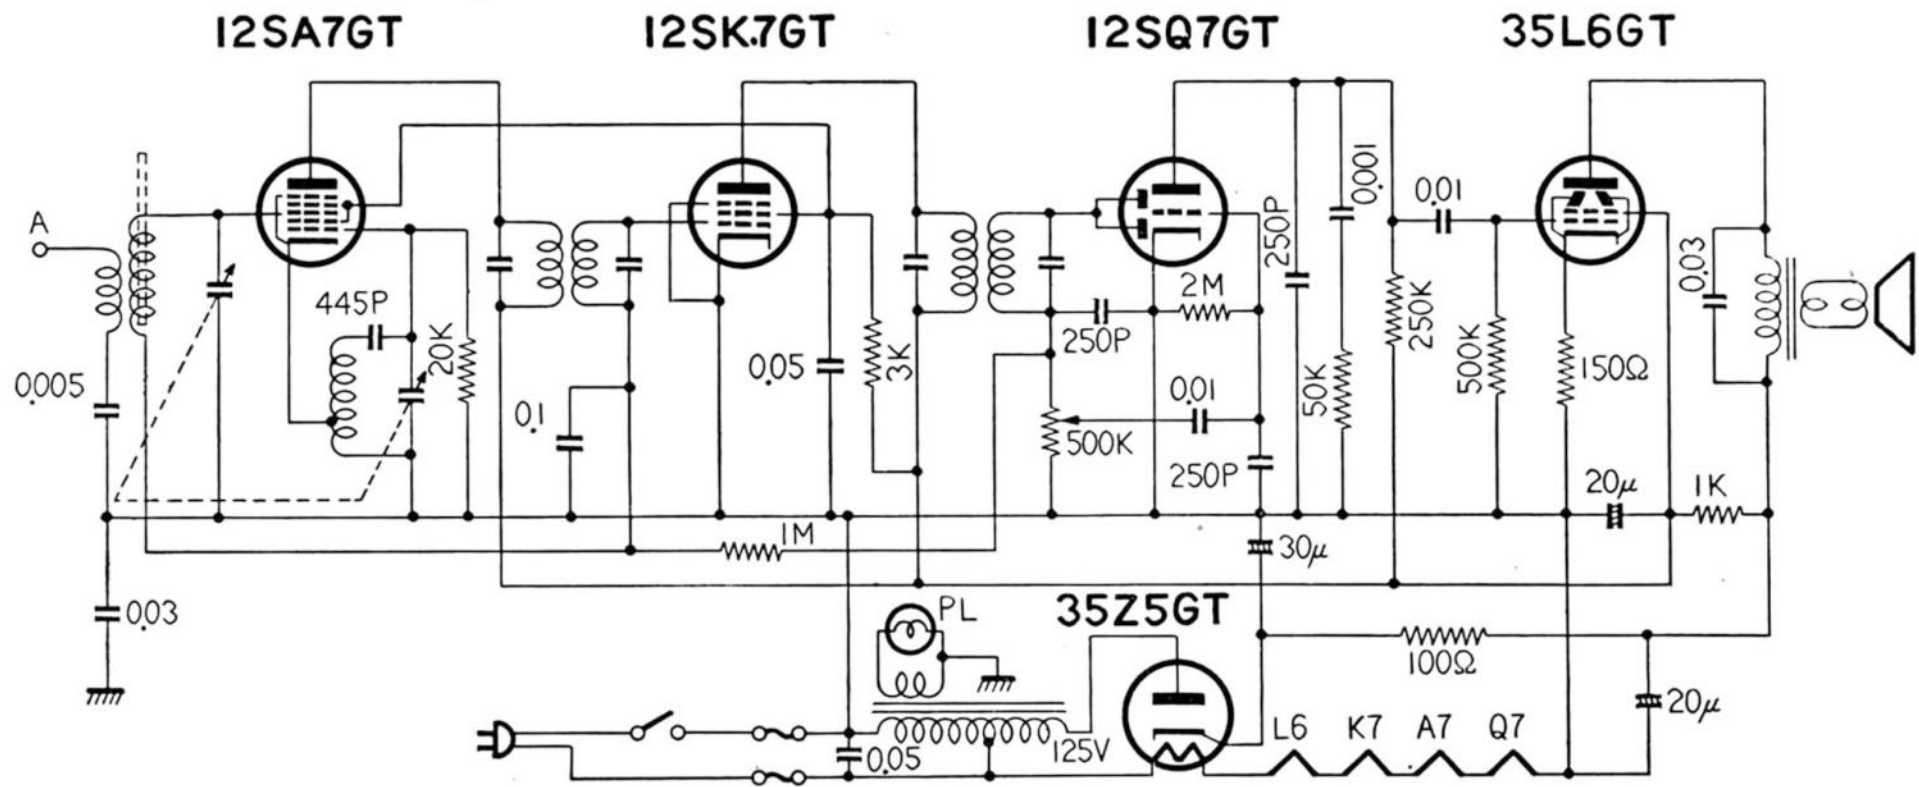 12SA7GT
12SK7GT
12SQ7GT
35L6GT
A
445P
20K
0.005
0.1
0.05
3K
250P
2M
0.01
500K
250P
250P
0.001
50K
250K
0.01
500K
150Ω
0.03
20μ
1K
1M
30μ
0.03
PL
35Z5GT
100Ω
20μ
L6 K7 A7 Q7
125V
0.05